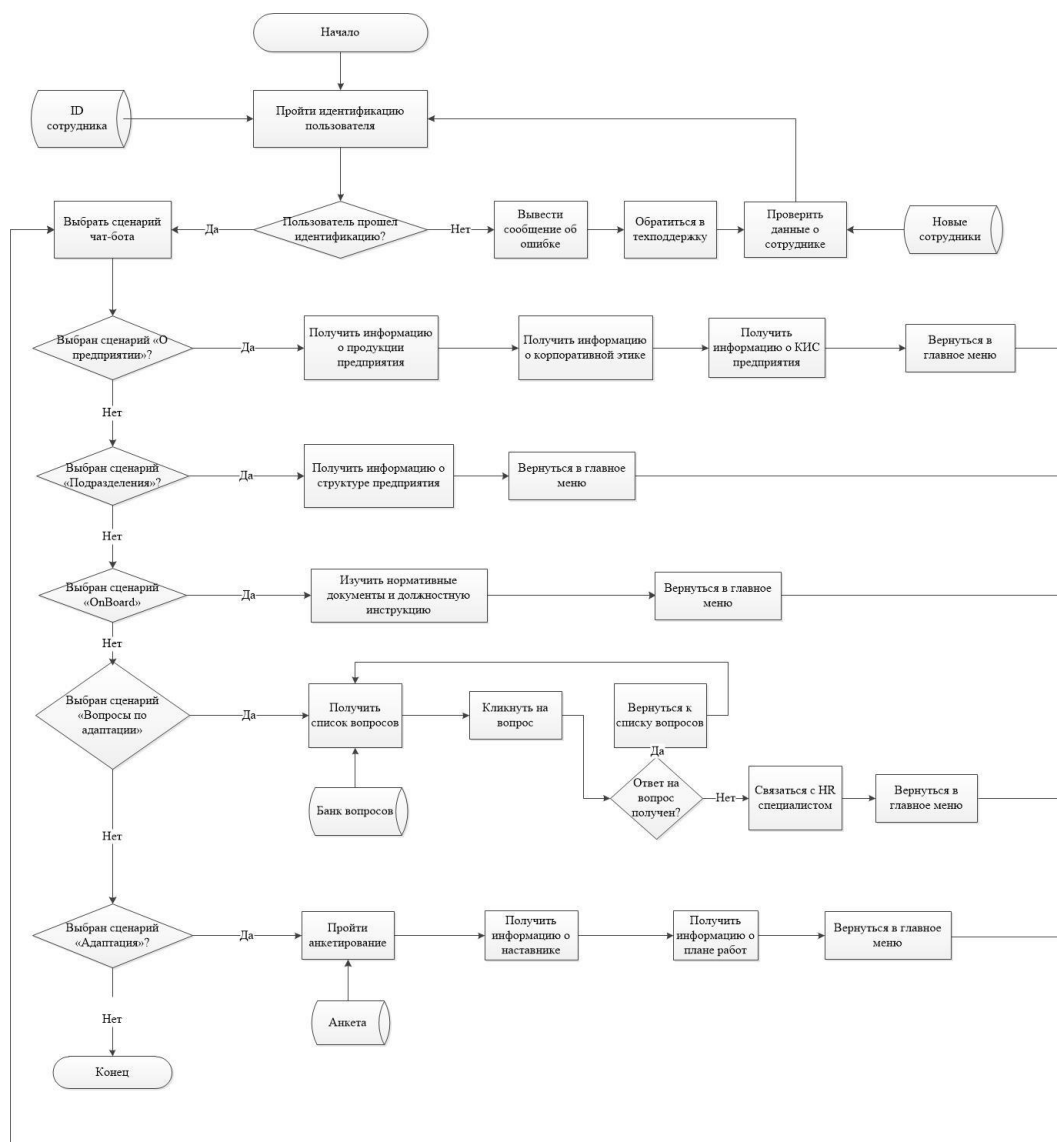 Начало
ID
сотрудника
Пройти идентификацию
пользователя
Выбрать сценарий
чат-бота
Да
Пользователь прошел
идентификацию?
Нет
Вывести
сообщение об
ошибке
Обратиться в
техподдержку
Проверить
данные о
сотруднике
Новые
сотрудники
Выбран сценарий «О
предприятии»?
Да
Получить информацию
о продукции
предприятия
Получить информацию
о корпоративной этике
Получить
информацию о КИС
предприятия
Вернуться в
главное меню
Нет
Выбран сценарий
«Подразделения»?
Да
Получить информацию о
структуре предприятия
Вернуться в главное
меню
Нет
Выбран сценарий
«OnBoard»
Да
Изучить нормативные
документы и должностную
инструкцию
Вернуться в главное
меню
Нет
Выбран сценарий
«Вопросы по
адаптации»
Да
Получить
список вопросов
Кликнуть на
вопрос
Вернуться к
списку вопросов
Да
Банк вопросов
Ответ на
вопрос
получен?
Нет
Связаться с HR
специалистом
Вернуться в
главное меню
Нет
Выбран сценарий
«Адаптация»?
Да
Пройти
анкетирование
Получить
информацию о
наставнике
Получить
информацию о
плане работ
Вернуться в главное
меню
Анкета
Нет
Конец